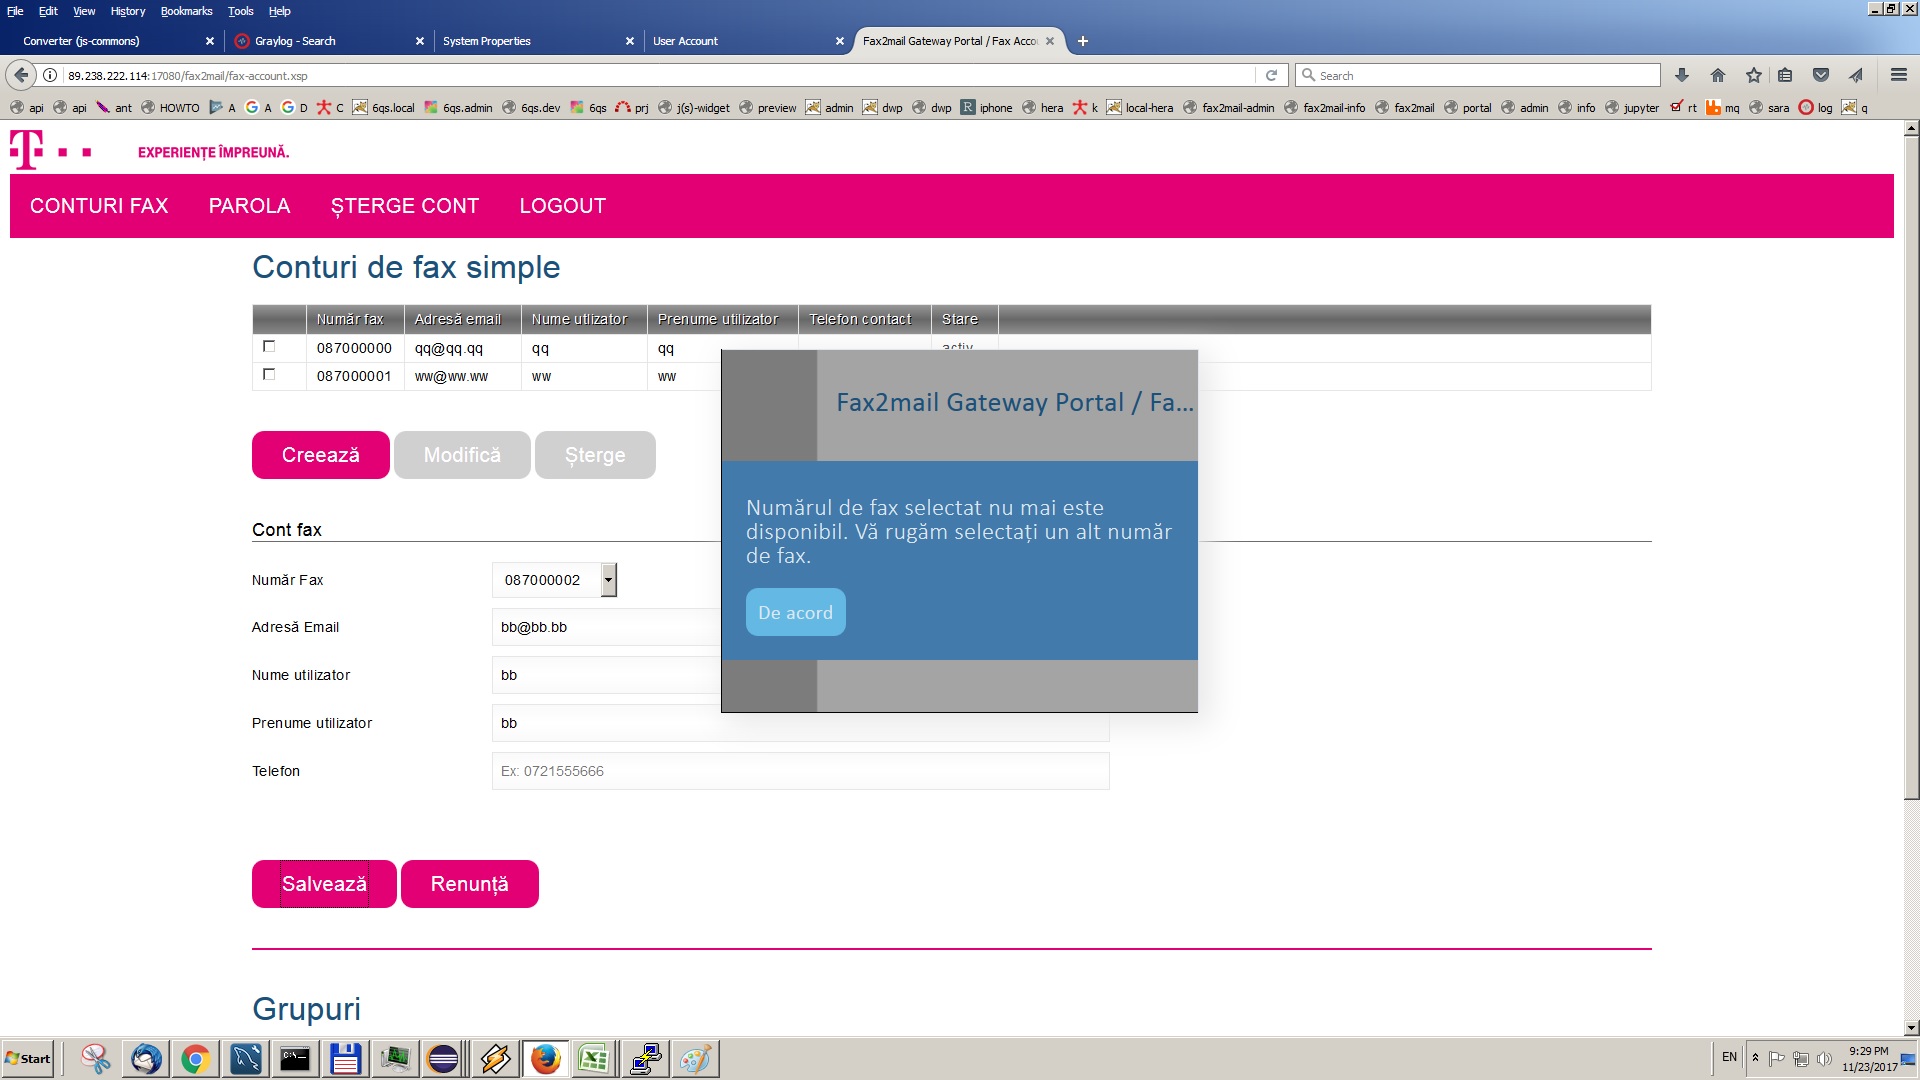 File Edit View History Bookmarks Tools Help
Converter (js-commons) Graylog - Search System Properties User Account Fax2mail Gateway Portal / Fax Acco
89.238.222.114:17080/fax2mail/fax-account.xsp Search
api api ant HOWTO A A D C 6qs.local 6qs.admin 6qs.dev 6qs prj j(s)-widget preview admin dwp dwp iphone hera k local-hera fax2mail-admin fax2mail-info fax2mail portal admin info jupyter rt mq sara log q
T EXPERIENȚE ÎMPREUNĂ.
CONTURI FAX PAROLA ȘTERGE CONT LOGOUT
Conturi de fax simple
Număr fax Adresă email Nume utlizator Prenume utilizator Telefon contact Stare
087000000 qq@qq.qq qq qq activ
087000001 ww@ww.ww ww ww
Creează Modifică Șterge
Fax2mail Gateway Portal / Fa...
Numărul de fax selectat nu mai este
disponibil. Vă rugăm selectați un alt număr
de fax.
De acord
Cont fax
Număr Fax 087000002
Adresă Email bb@bb.bb
Nume utilizator bb
Prenume utilizator bb
Telefon Ex: 0721555666
Salvează Renunță
Grupuri
Start EN 9:29 PM
11/23/2017